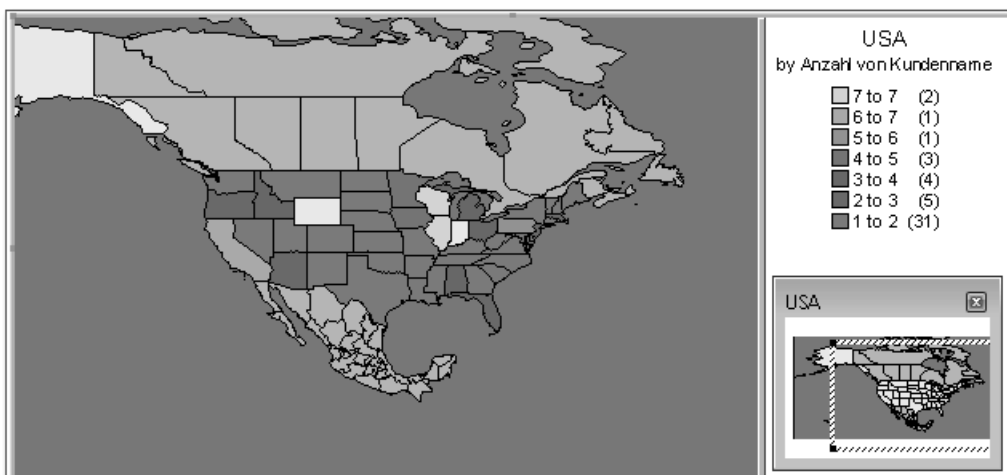 USA
by Anzahl von Kundenname
7 to 7 (2)
6 to 7 (1)
5 to 6 (1)
4 to 5 (3)
3 to 4 (4)
2 to 3 (5)
1 to 2 (31)
USA